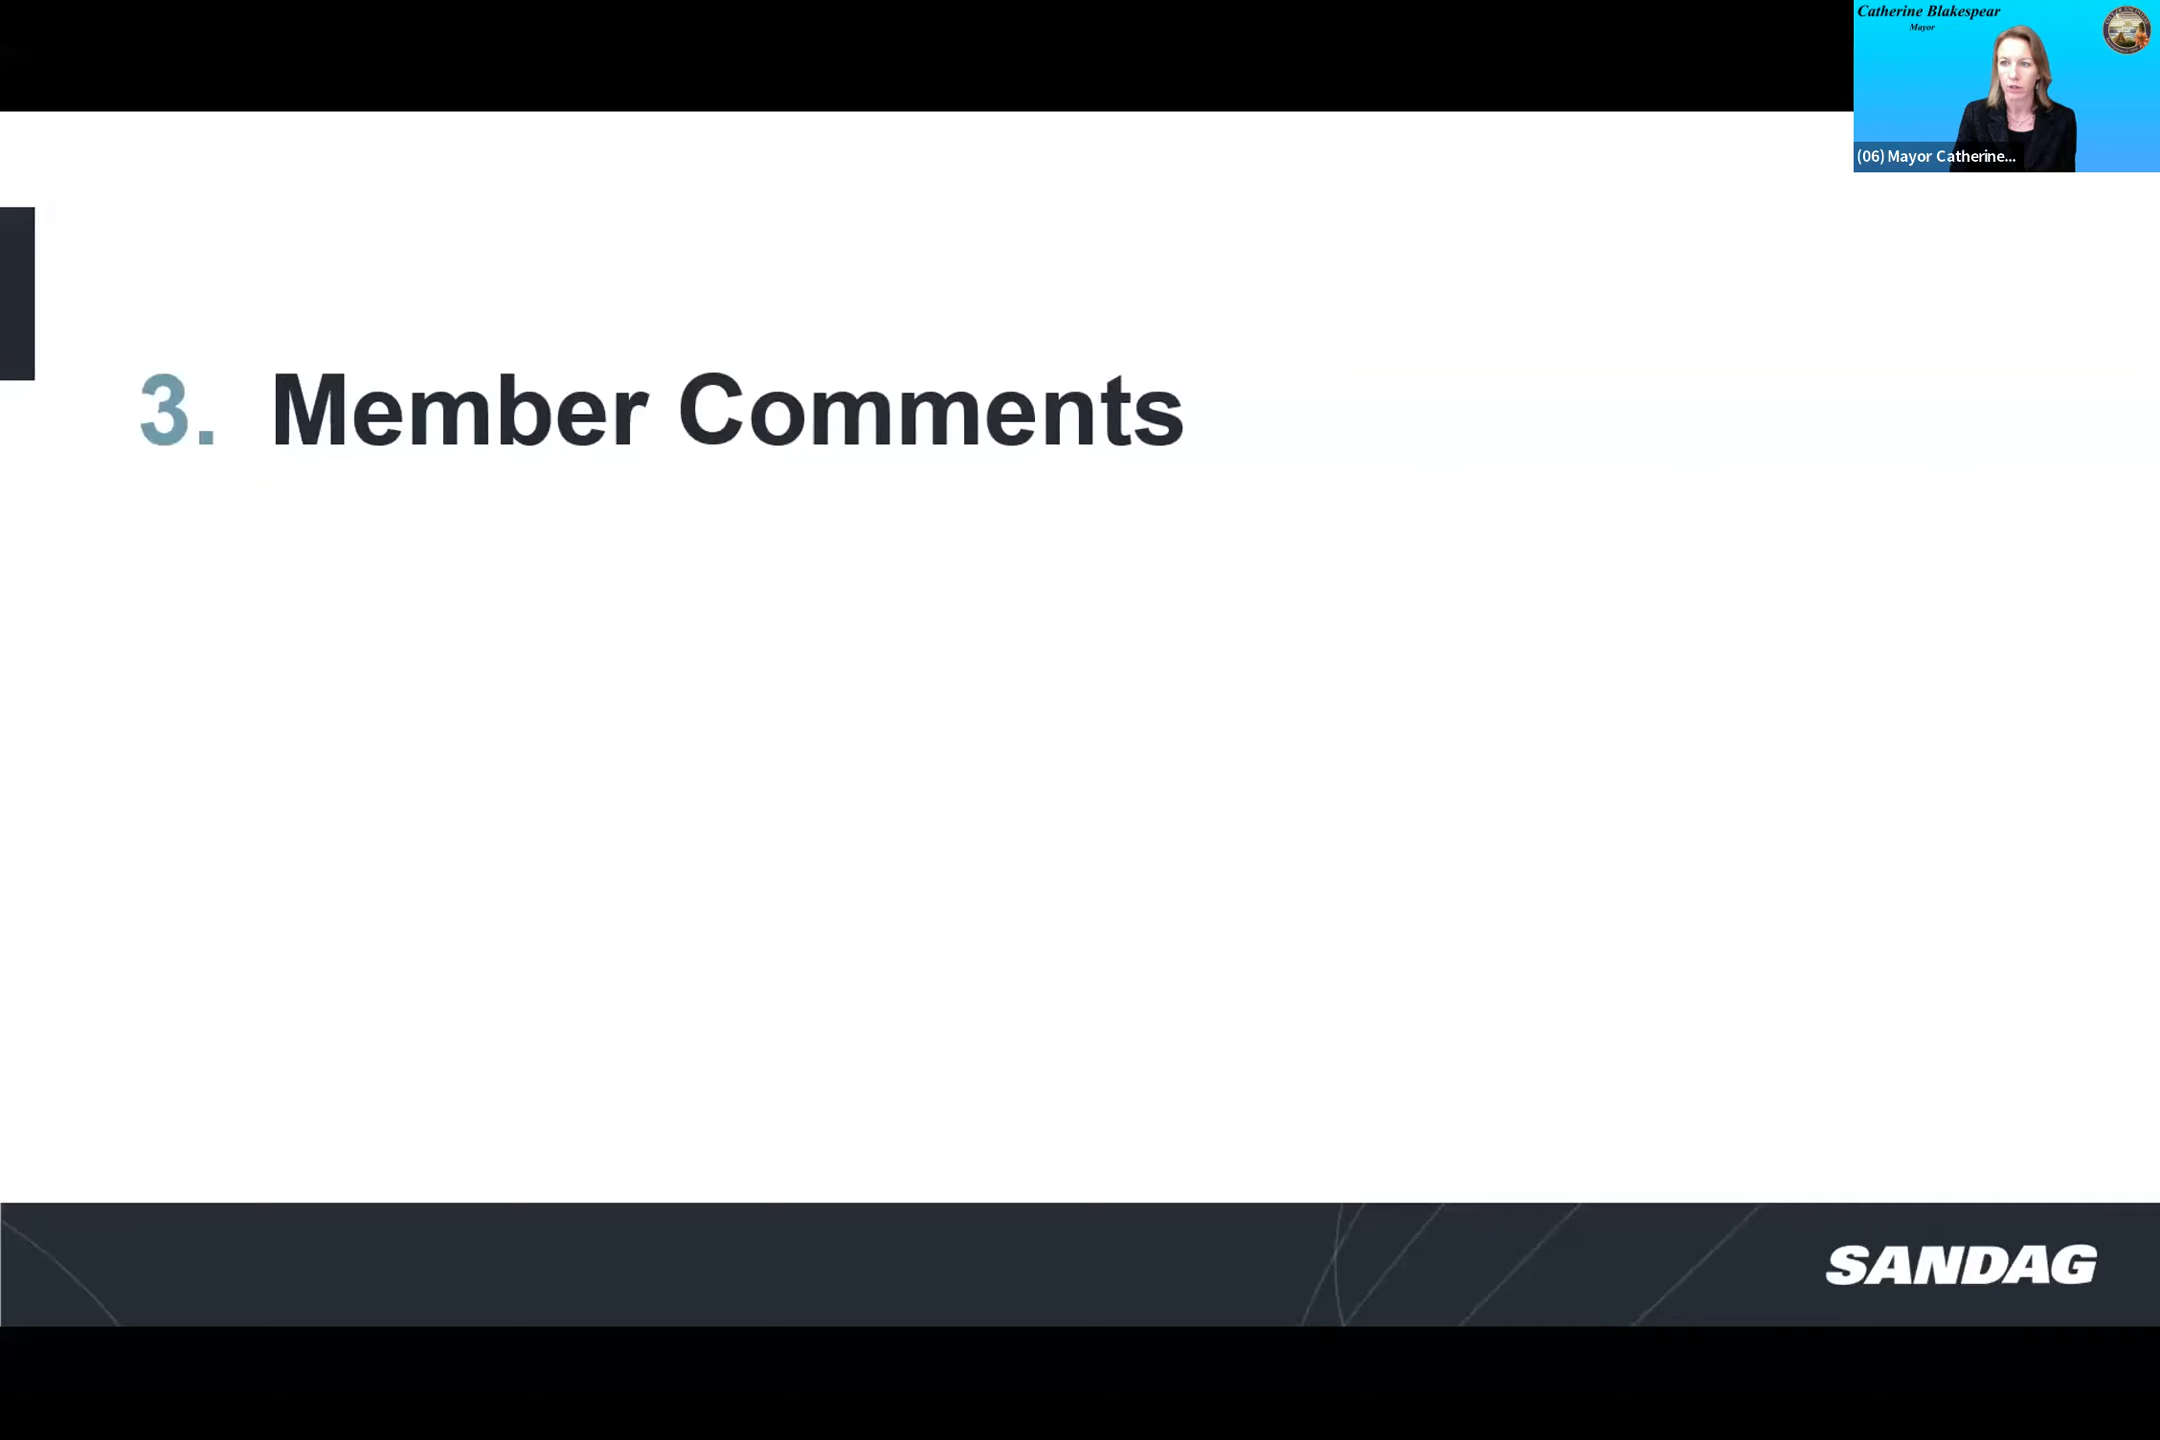 Catherine Blakespear
Mayor
(06) Mayor Catherine...
3. Member Comments
SANDAG